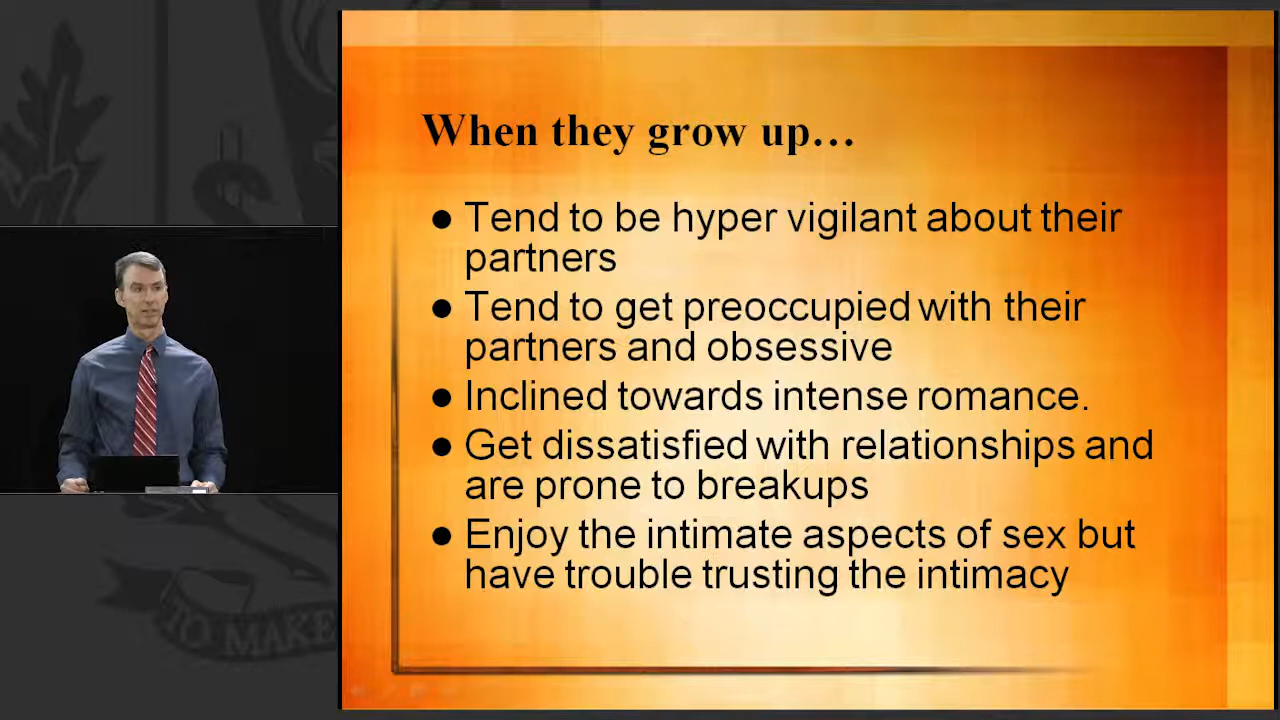 When they grow up…
● Tend to be hyper vigilant about their
partners
● Tend to get preoccupied with their
partners and obsessive
● Inclined towards intense romance.
● Get dissatisfied with relationships and
are prone to breakups
● Enjoy the intimate aspects of sex but
have trouble trusting the intimacy
TO MAKE